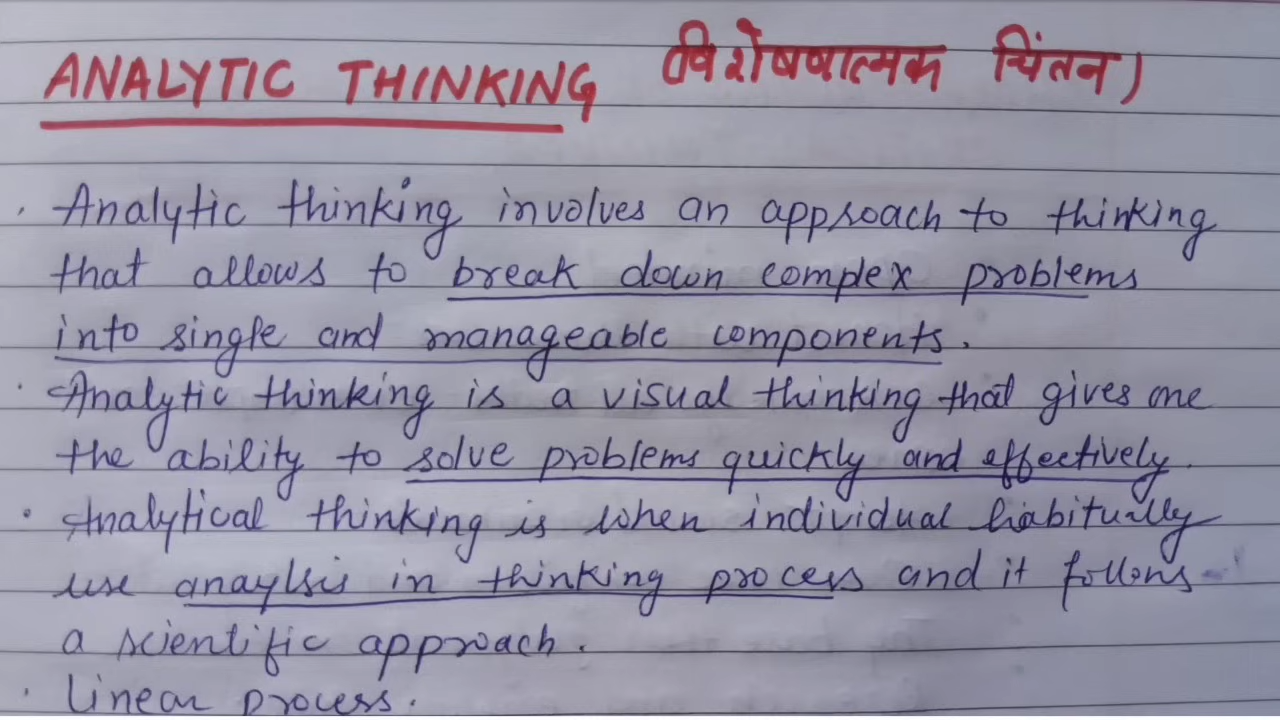 ANALYTIC THINKING (विशेषषात्मक चिंतन)
. Analytic thinking involves an approach to thinking
that allows to break down complex problems
into single and manageable components.
. Analytic thinking is a visual thinking that gives one
the ability to solve problems quickly and effectively.
. Analytical thinking is when individual habitually
use anaylsis in thinking process and it follows
a scientific approach.
. Linear process.